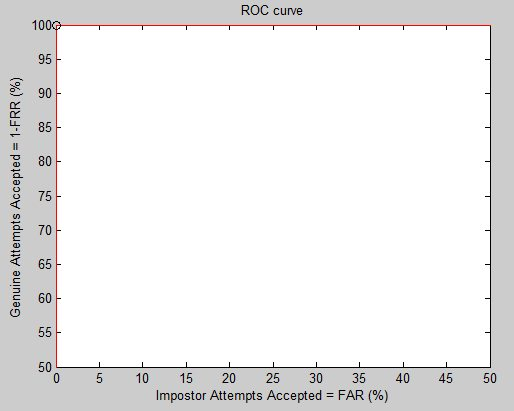 ROC curve
100
95
90
85
80
75
70
65
60
55
50
Genuine Attempts Accepted = 1-FRR (%)
0 5 10 15 20 25 30 35 40 45 50
Impostor Attempts Accepted = FAR (%)